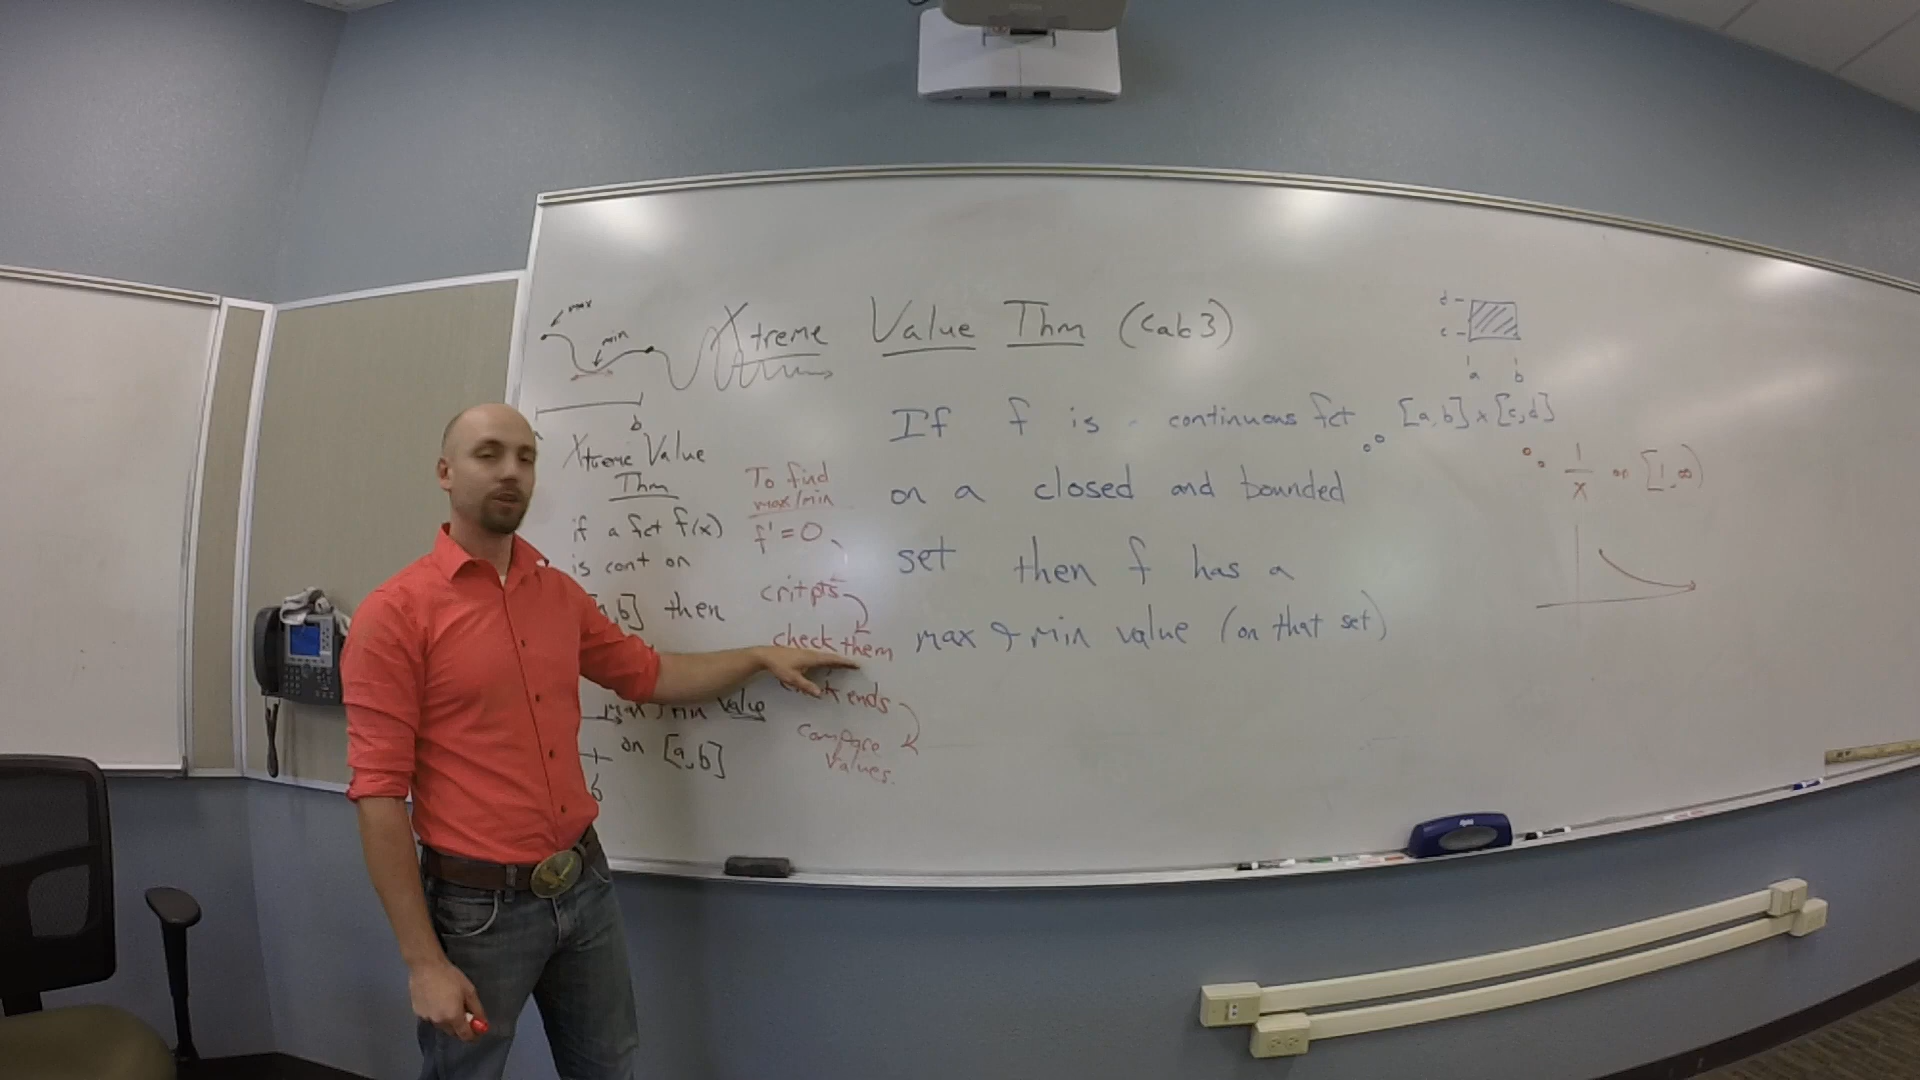 max
min
b
Xtreme Value
Thm
if a fct f(x)
is cont on
,b] then
max & min value
on [a,b]
b
To find
max/min
f' = 0
crit pts
check them
ends
compare
values.
Xtreme Value Thm (calc 3)
If f is continuous fct
on a closed and bounded
set then f has a
max & min value (on that set)
d
c
a b
[a,b] x [c,d]
1/x on [1,∞)